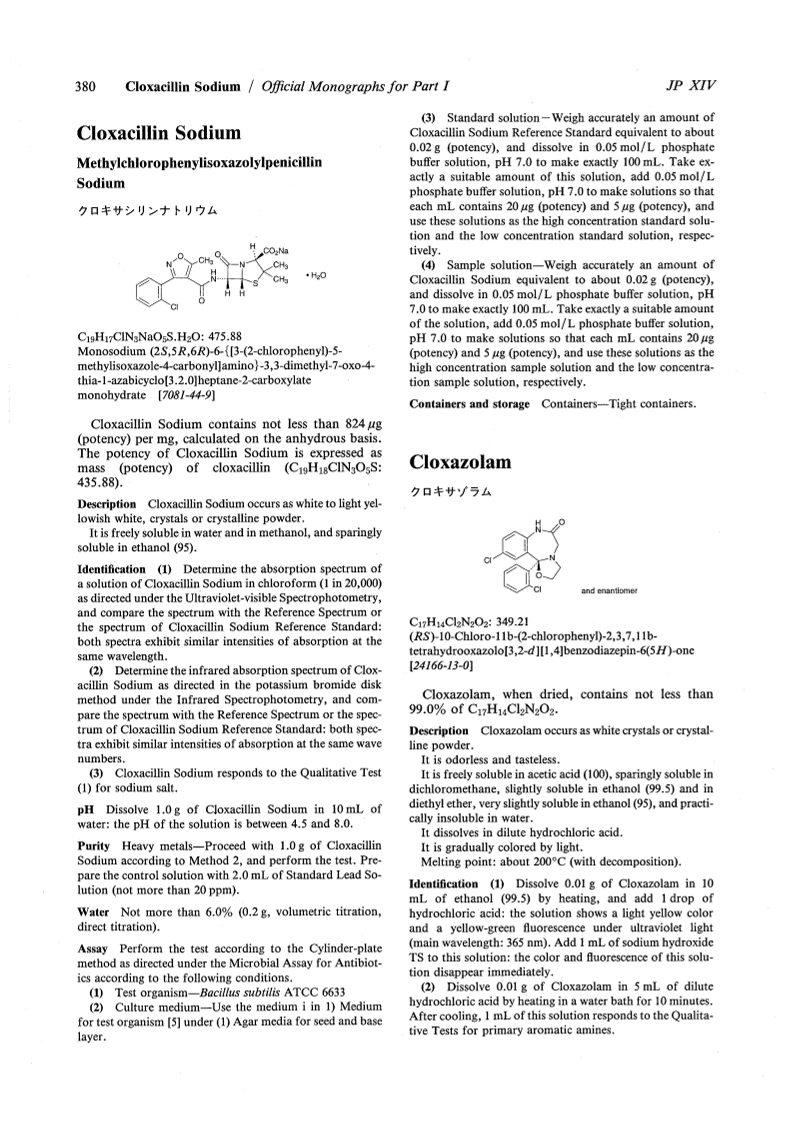 380 Cloxacillin Sodium / Official Monographs for Part I JP XIV
Cloxacillin Sodium
Methylchlorophenylisoxazolylpenicillin
Sodium
クロキサシリンナトリウム
H
CO₂Na
O
N
CH₃
O
N
CH₃
CH₃
H
N
S
H H
O
Cl
• H₂O
C₁₉H₁₇ClN₃NaO₅S.H₂O: 475.88
Monosodium (2S,5R,6R)-6-{[3-(2-chlorophenyl)-5-
methylisoxazole-4-carbonyl]amino}-3,3-dimethyl-7-oxo-4-
thia-1-azabicyclo[3.2.0]heptane-2-carboxylate
monohydrate [7081-44-9]
Cloxacillin Sodium contains not less than 824 μg
(potency) per mg, calculated on the anhydrous basis.
The potency of Cloxacillin Sodium is expressed as
mass (potency) of cloxacillin (C₁₉H₁₈ClN₃O₅S:
435.88).
Description Cloxacillin Sodium occurs as white to light yel-
lowish white, crystals or crystalline powder.
It is freely soluble in water and in methanol, and sparingly
soluble in ethanol (95).
Identification (1) Determine the absorption spectrum of
a solution of Cloxacillin Sodium in chloroform (1 in 20,000)
as directed under the Ultraviolet-visible Spectrophotometry,
and compare the spectrum with the Reference Spectrum or
the spectrum of Cloxacillin Sodium Reference Standard:
both spectra exhibit similar intensities of absorption at the
same wavelength.
(2) Determine the infrared absorption spectrum of Clox-
acillin Sodium as directed in the potassium bromide disk
method under the Infrared Spectrophotometry, and com-
pare the spectrum with the Reference Spectrum or the spec-
trum of Cloxacillin Sodium Reference Standard: both spec-
tra exhibit similar intensities of absorption at the same wave
numbers.
(3) Cloxacillin Sodium responds to the Qualitative Test
(1) for sodium salt.
pH Dissolve 1.0 g of Cloxacillin Sodium in 10 mL of
water: the pH of the solution is between 4.5 and 8.0.
Purity Heavy metals—Proceed with 1.0 g of Cloxacillin
Sodium according to Method 2, and perform the test. Pre-
pare the control solution with 2.0 mL of Standard Lead So-
lution (not more than 20 ppm).
Water Not more than 6.0% (0.2 g, volumetric titration,
direct titration).
Assay Perform the test according to the Cylinder-plate
method as directed under the Microbial Assay for Antibiot-
ics according to the following conditions.
(1) Test organism—Bacillus subtilis ATCC 6633
(2) Culture medium—Use the medium i in 1) Medium
for test organism [5] under (1) Agar media for seed and base
layer.
(3) Standard solution—Weigh accurately an amount of
Cloxacillin Sodium Reference Standard equivalent to about
0.02 g (potency), and dissolve in 0.05 mol/L phosphate
buffer solution, pH 7.0 to make exactly 100 mL. Take ex-
actly a suitable amount of this solution, add 0.05 mol/L
phosphate buffer solution, pH 7.0 to make solutions so that
each mL contains 20 μg (potency) and 5 μg (potency), and
use these solutions as the high concentration standard solu-
tion and the low concentration standard solution, respec-
tively.
(4) Sample solution—Weigh accurately an amount of
Cloxacillin Sodium equivalent to about 0.02 g (potency),
and dissolve in 0.05 mol/L phosphate buffer solution, pH
7.0 to make exactly 100 mL. Take exactly a suitable amount
of the solution, add 0.05 mol/L phosphate buffer solution,
pH 7.0 to make solutions so that each mL contains 20 μg
(potency) and 5 μg (potency), and use these solutions as the
high concentration sample solution and the low concentra-
tion sample solution, respectively.
Containers and storage Containers—Tight containers.
Cloxazolam
クロキサゾラム
H
N
O
Cl
N
O
Cl
and enantiomer
C₁₇H₁₄Cl₂N₂O₂: 349.21
(RS)-10-Chloro-11b-(2-chlorophenyl)-2,3,7,11b-
tetrahydrooxazolo[3,2-d][1,4]benzodiazepin-6(5H)-one
[24166-13-0]
Cloxazolam, when dried, contains not less than
99.0% of C₁₇H₁₄Cl₂N₂O₂.
Description Cloxazolam occurs as white crystals or crystal-
line powder.
It is odorless and tasteless.
It is freely soluble in acetic acid (100), sparingly soluble in
dichloromethane, slightly soluble in ethanol (99.5) and in
diethyl ether, very slightly soluble in ethanol (95), and practi-
cally insoluble in water.
It dissolves in dilute hydrochloric acid.
It is gradually colored by light.
Melting point: about 200°C (with decomposition).
Identification (1) Dissolve 0.01 g of Cloxazolam in 10
mL of ethanol (99.5) by heating, and add 1 drop of
hydrochloric acid: the solution shows a light yellow color
and a yellow-green fluorescence under ultraviolet light
(main wavelength: 365 nm). Add 1 mL of sodium hydroxide
TS to this solution: the color and fluorescence of this solu-
tion disappear immediately.
(2) Dissolve 0.01 g of Cloxazolam in 5 mL of dilute
hydrochloric acid by heating in a water bath for 10 minutes.
After cooling, 1 mL of this solution responds to the Qualita-
tive Tests for primary aromatic amines.